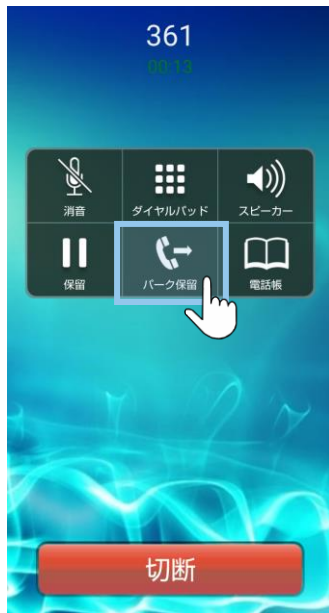 361
00:13
消音
ダイヤルパッド
スピーカー
保留
パーク保留
電話帳
切断